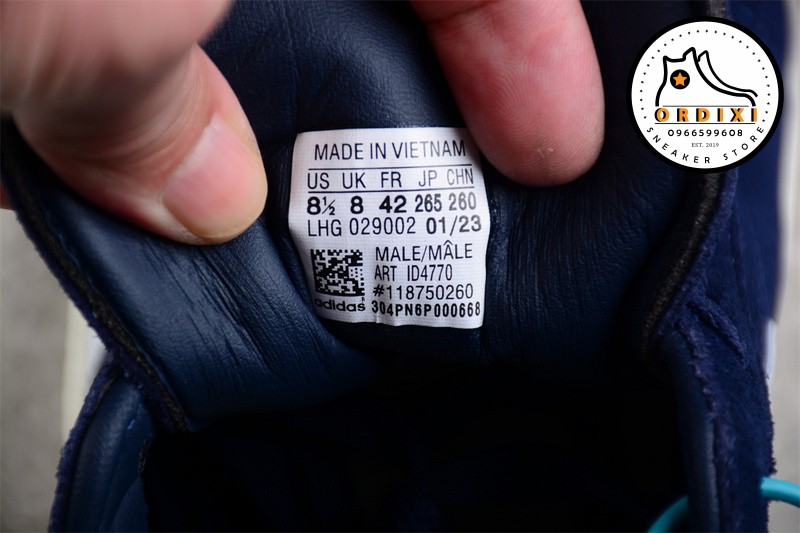 MADE IN VIETNAM
US UK FR JP CHN
8½ 8 42 265 260
LHG 029002 01/23
MALE/MÂLE
ART ID4770
#118750260
adidas 304PN6P000668
ORDIXI
0966599608
EST. 2019
SNEAKER STORE